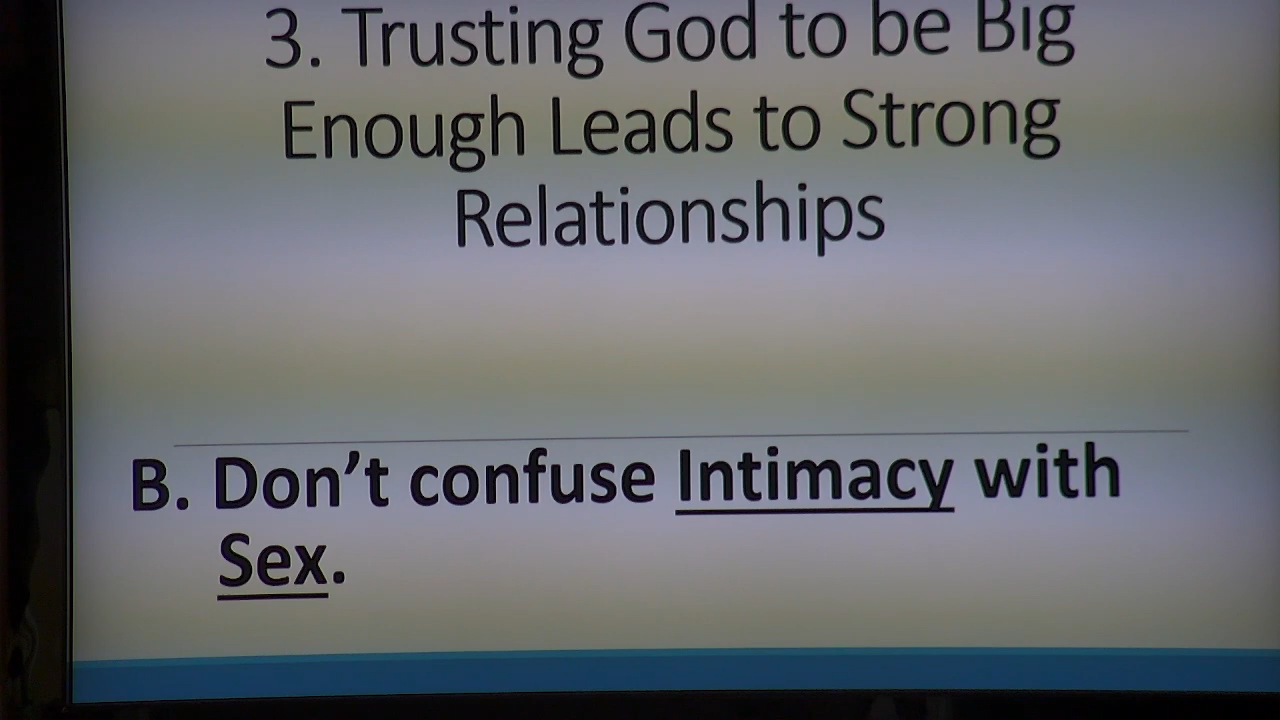 3. Trusting God to be Big
Enough Leads to Strong
Relationships
B. Don’t confuse Intimacy with
Sex.